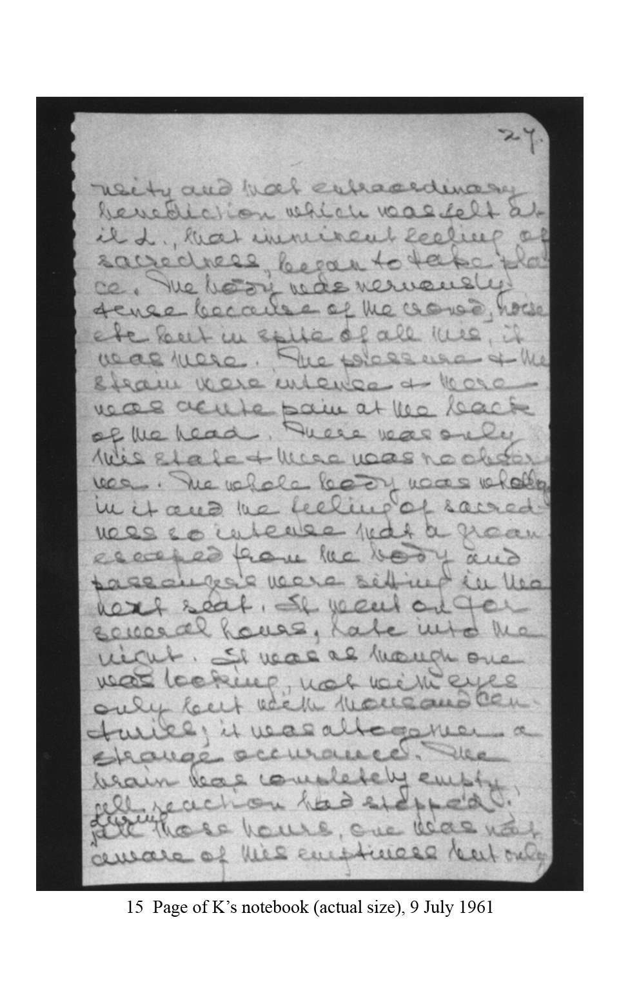 27.
nsity and that extraordinary
benediction which was felt at
il L., that imminent feeling of
sacredness, began to take pla
ce. The body was nervously
tense because of the crowd, noise
etc but in spite of all this, it
was there. The pressure & the
strain were intense & there
was acute pain at the back
of the head. There was only
this state & there was no obser
ver. The whole body was wholly
in it and the feeling of sacred-
ness so intense that a groan
escaped from the body and
passengers were sitting in the
next seat. It went on for
several hours, late into the
night. It was as though one
was looking, not with eyes
only but with thousand cen-
turies; it was altogether a
strange occurance. The
brain was completely empty,
all reaction had stopped;
during
all those hours, one was not
aware of this emptiness but only
15 Page of K's notebook (actual size), 9 July 1961